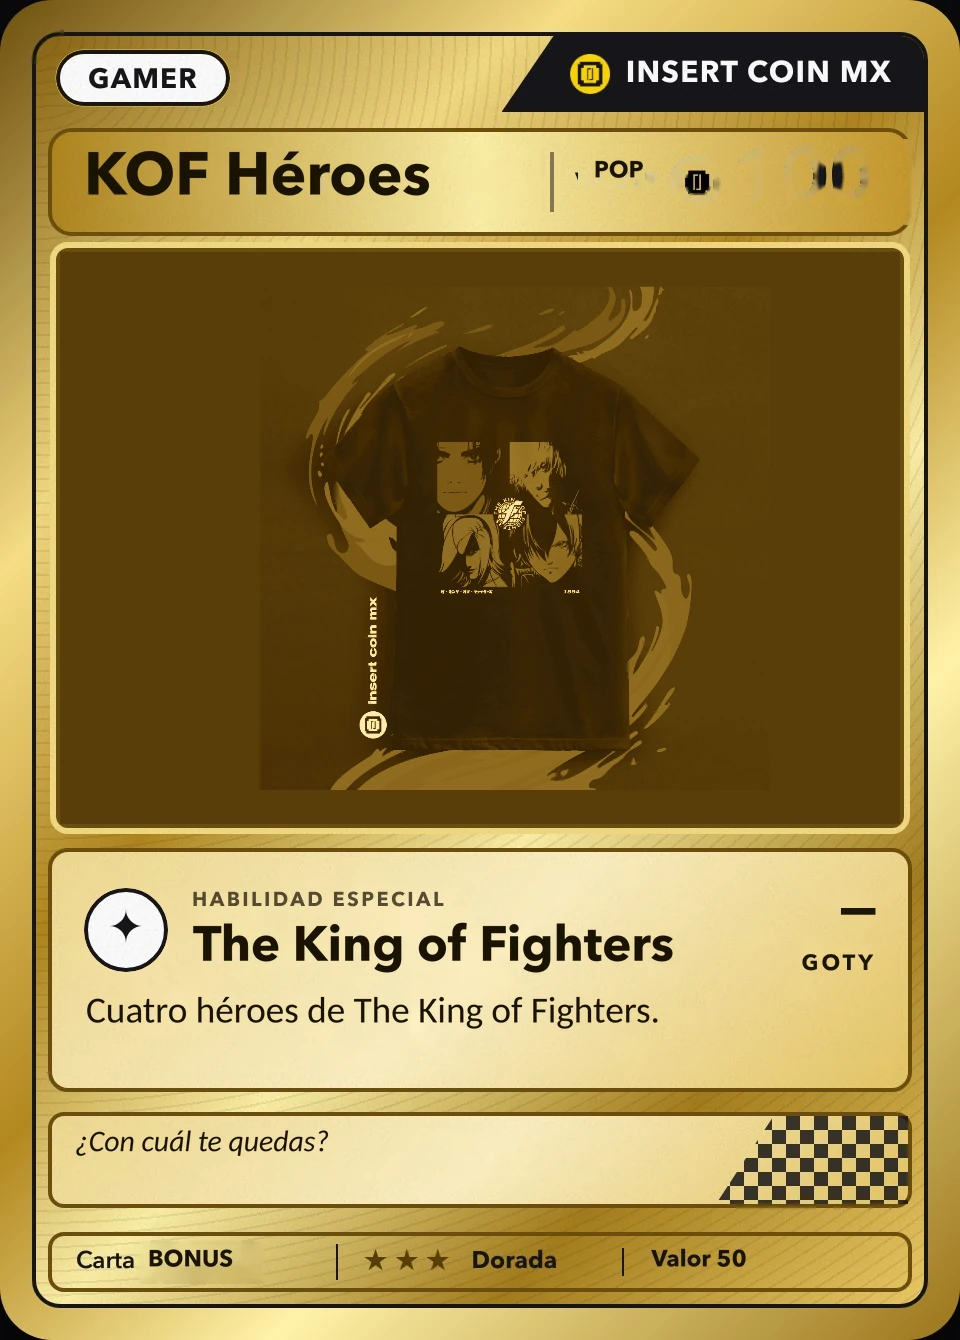 GAMER
INSERT COIN MX
KOF Héroes
POP
insert coin mx
1994
HABILIDAD ESPECIAL
The King of Fighters
GOTY
Cuatro héroes de The King of Fighters.
¿Con cuál te quedas?
Carta BONUS
★★★ Dorada
Valor 50